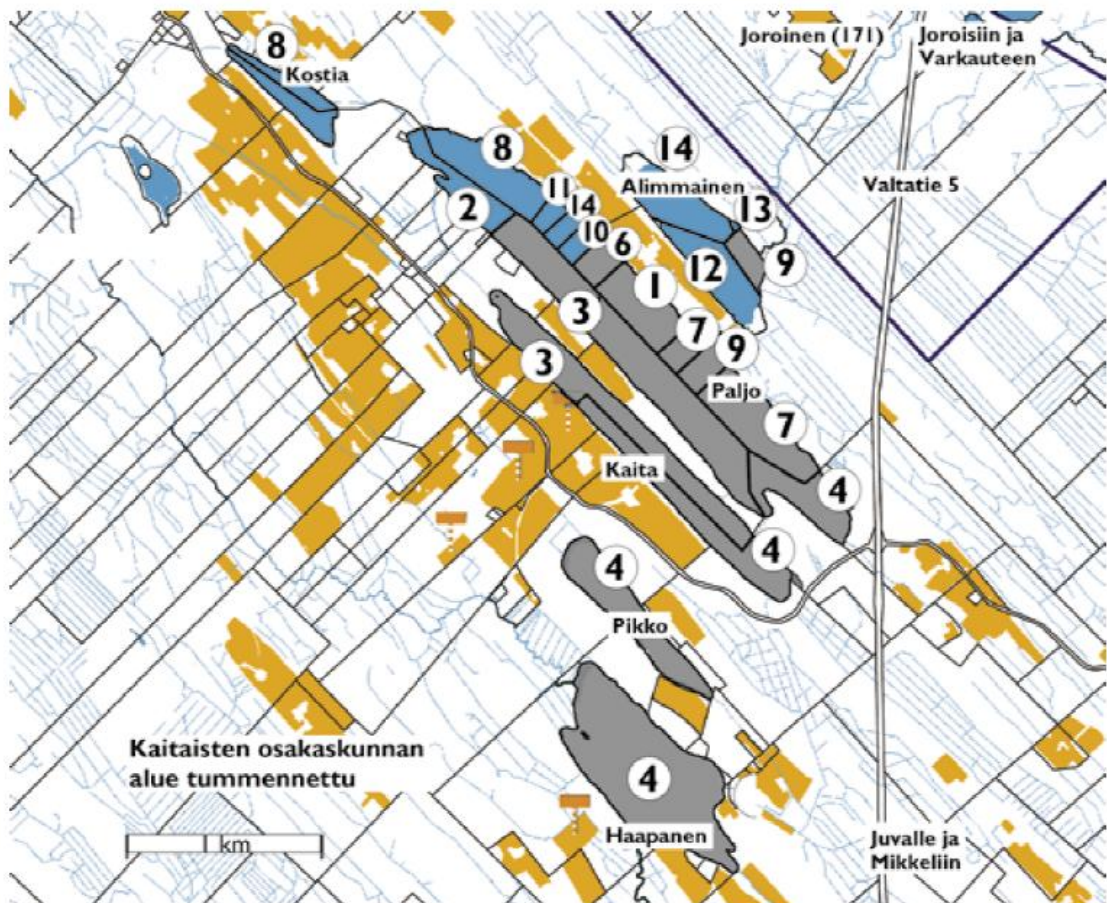 Joroinen (171)
Joroisiin ja
Varkauteen
8
Kostia
14
8
Alimmainen
Valtatie 5
11
13
2
14
10
6
12
9
1
3
7
9
3
Paljo
7
Kaita
4
4
4
Pikko
Kaitaisten osakaskunnan
alue tummennettu
4
km
Haapanen
Juvalle ja
Mikkeliin